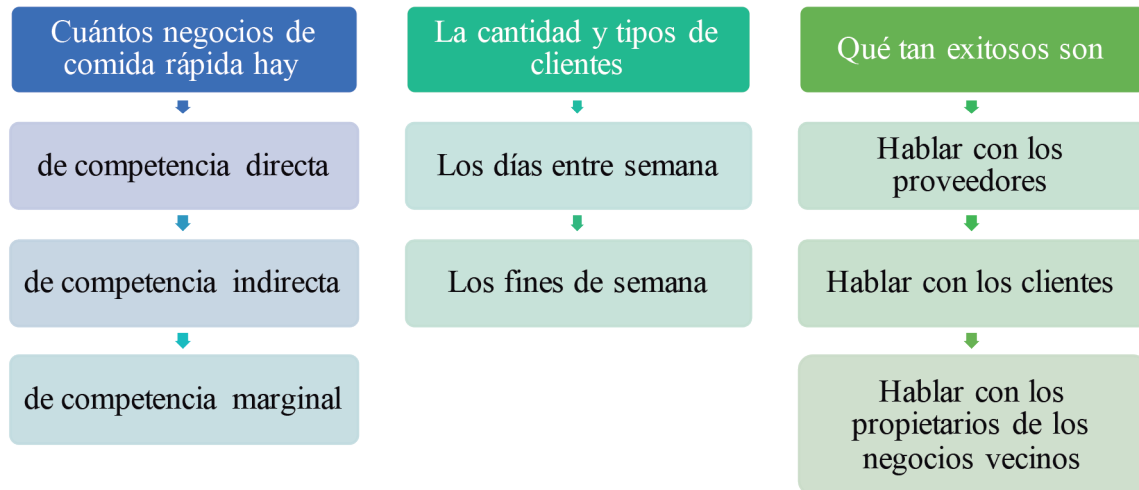 Cuántos negocios de
comida rápida hay
de competencia directa
de competencia indirecta
de competencia marginal
La cantidad y tipos de
clientes
Los días entre semana
Los fines de semana
Qué tan exitosos son
Hablar con los
proveedores
Hablar con los clientes
Hablar con los
propietarios de los
negocios vecinos